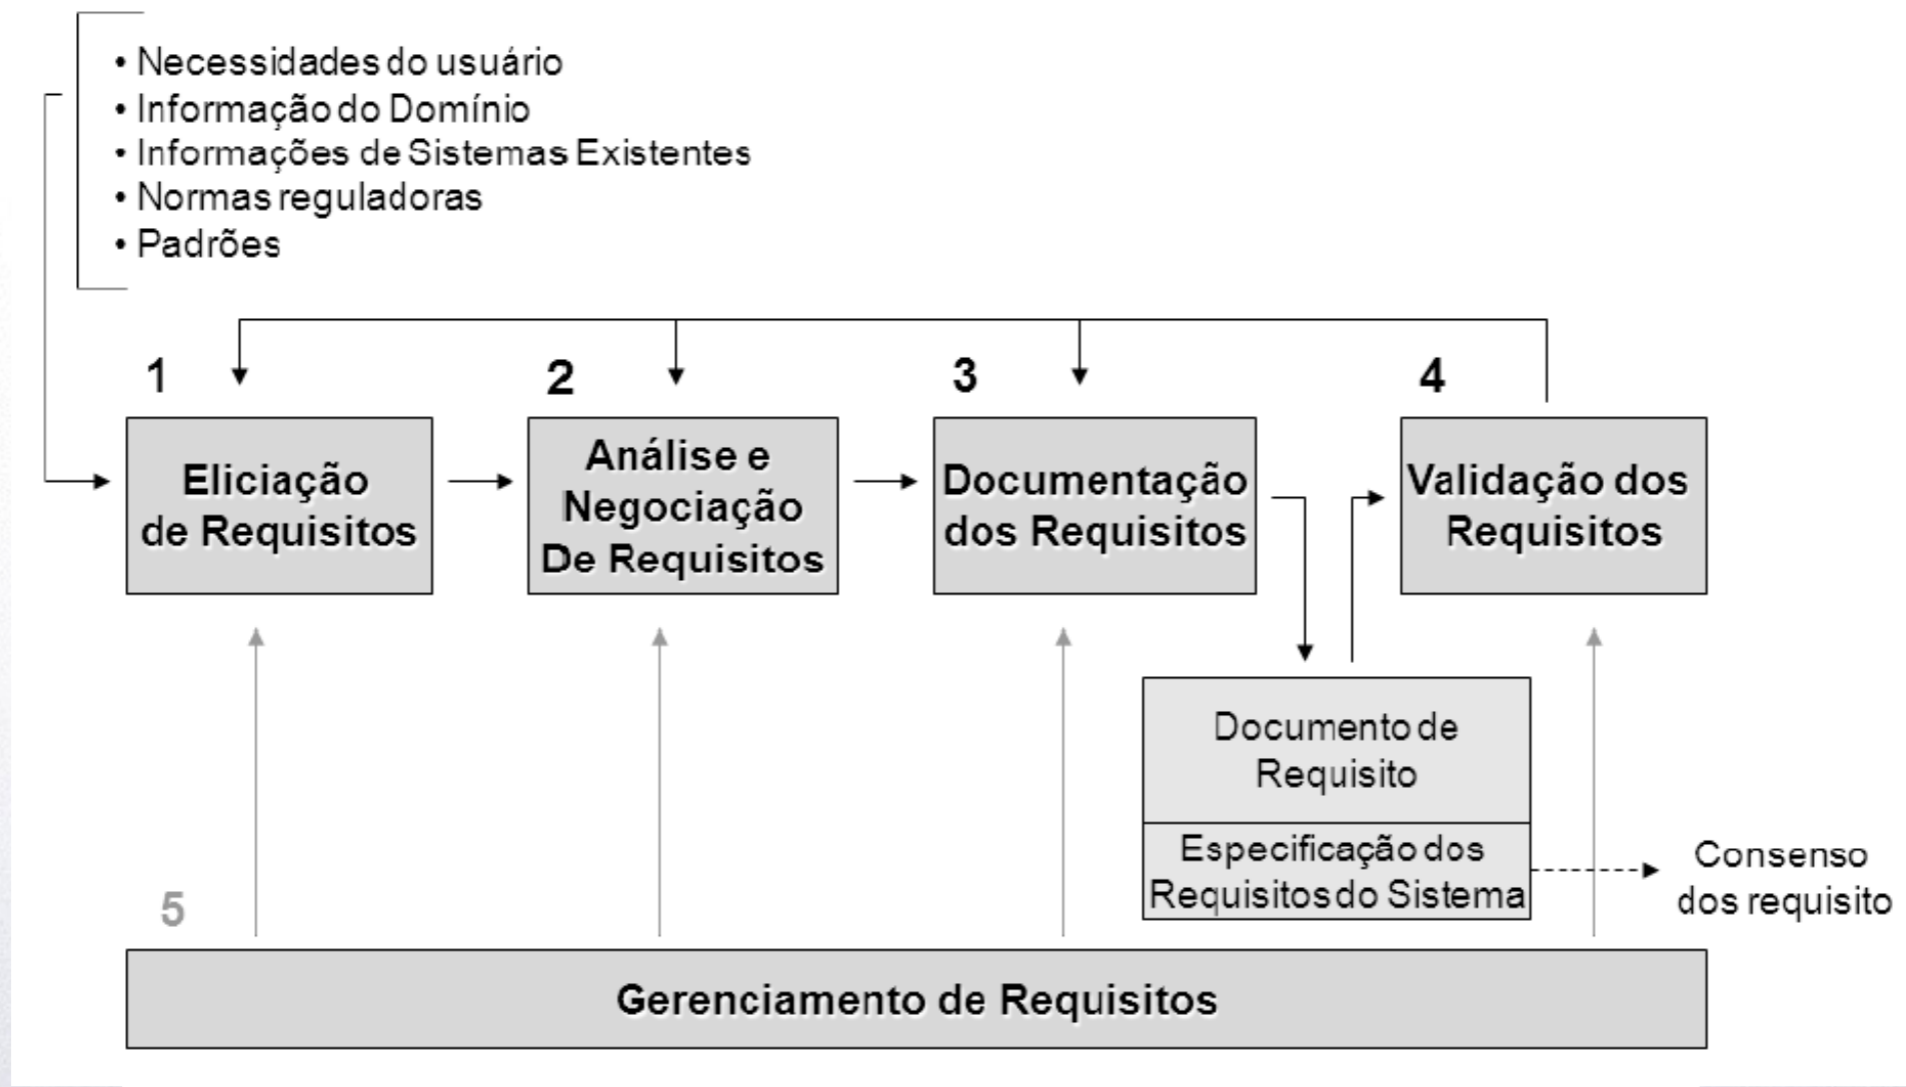 • Necessidades do usuário
• Informação do Domínio
• Informações de Sistemas Existentes
• Normas reguladoras
• Padrões
1
2
3
4
Eliciação
de Requisitos
Análise e
Negociação
De Requisitos
Documentação
dos Requisitos
Validação dos
Requisitos
Documento de
Requisito
Especificação dos
Requisitos do Sistema
Consenso
dos requisito
5
Gerenciamento de Requisitos